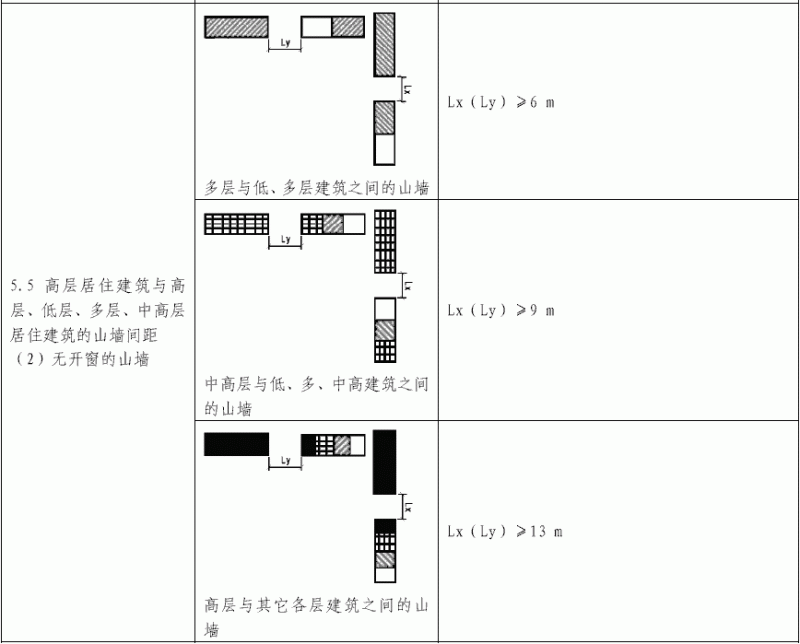 Ly
Lx
Lx(Ly)≥6 m
多层与低、多层建筑之间的山墙
5.5 高层居住建筑与高
层、低层、多层、中高层
居住建筑的山墙间距
(2)无开窗的山墙
Ly
Lx
Lx(Ly)≥9 m
中高层与低、多、中高建筑之间
的山墙
Ly
Lx
Lx(Ly)≥13 m
高层与其它各层建筑之间的山
墙